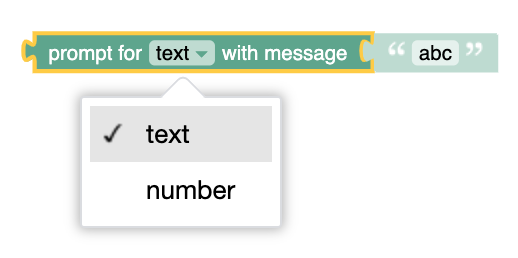 prompt for text with message “ abc ”
✓ text
number